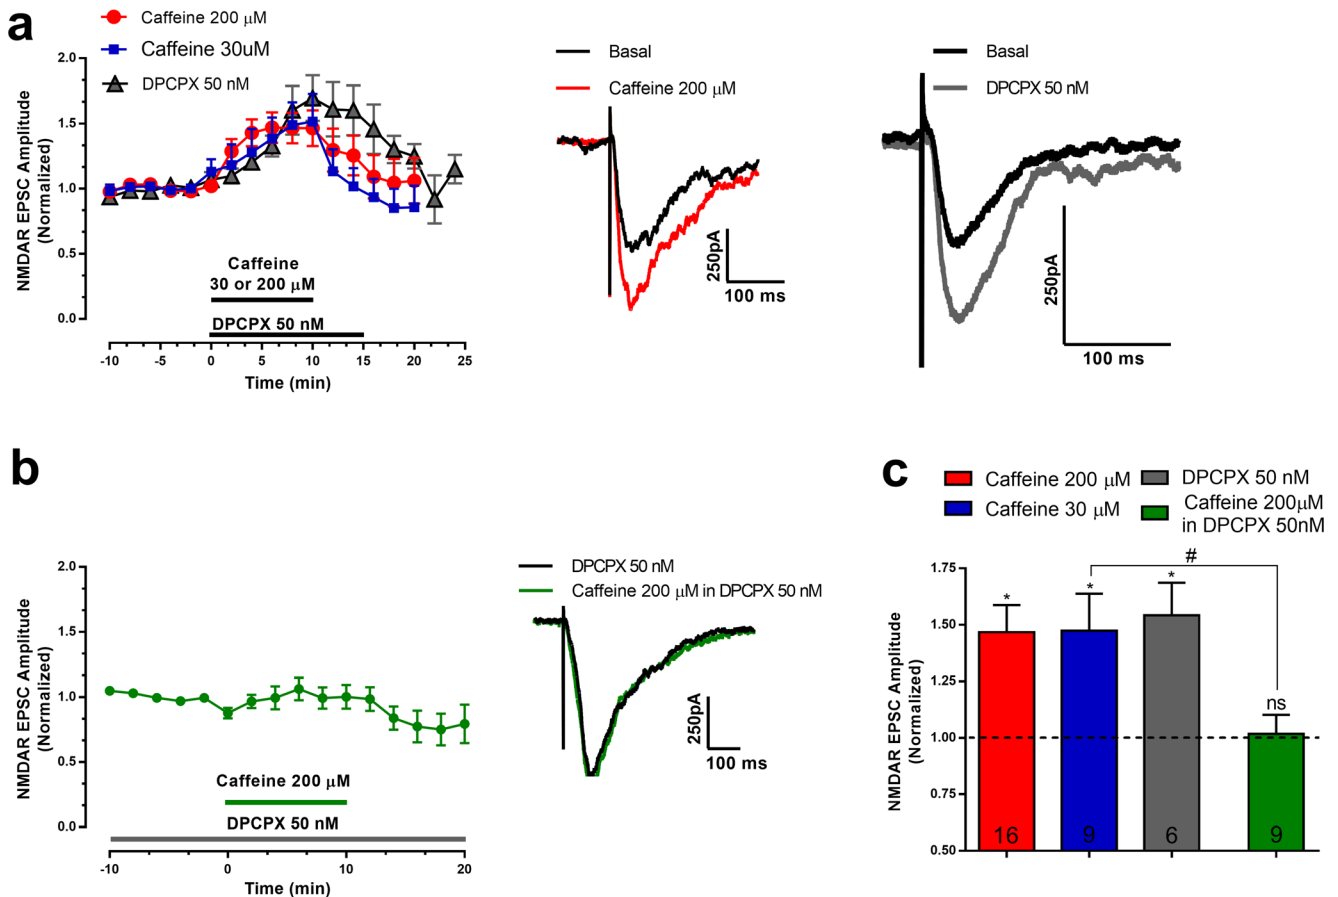 a
Caffeine 200 μM
Caffeine 30uM
DPCPX 50 nM
2.0
1.5
1.0
0.5
0.0
NMDAR EPSC Amplitude
(Normalized)
Caffeine
30 or 200 μM
DPCPX 50 nM
-10 -5 0 5 10 15 20 25
Time (min)
Basal
Caffeine 200 μM
250pA
100 ms
Basal
DPCPX 50 nM
250pA
100 ms
b
2.0
1.5
1.0
0.5
0.0
NMDAR EPSC Amplitude
(Normalized)
Caffeine 200 μM
DPCPX 50 nM
-10 0 10 20
Time (min)
DPCPX 50 nM
Caffeine 200 μM in DPCPX 50 nM
250pA
100 ms
c
Caffeine 200 μM
DPCPX 50 nM
Caffeine 30 μM
Caffeine 200μM
in DPCPX 50nM
1.75
1.50
1.25
1.00
0.75
0.50
NMDAR EPSC Amplitude
(Normalized)
#
* * * ns
16 9 6 9